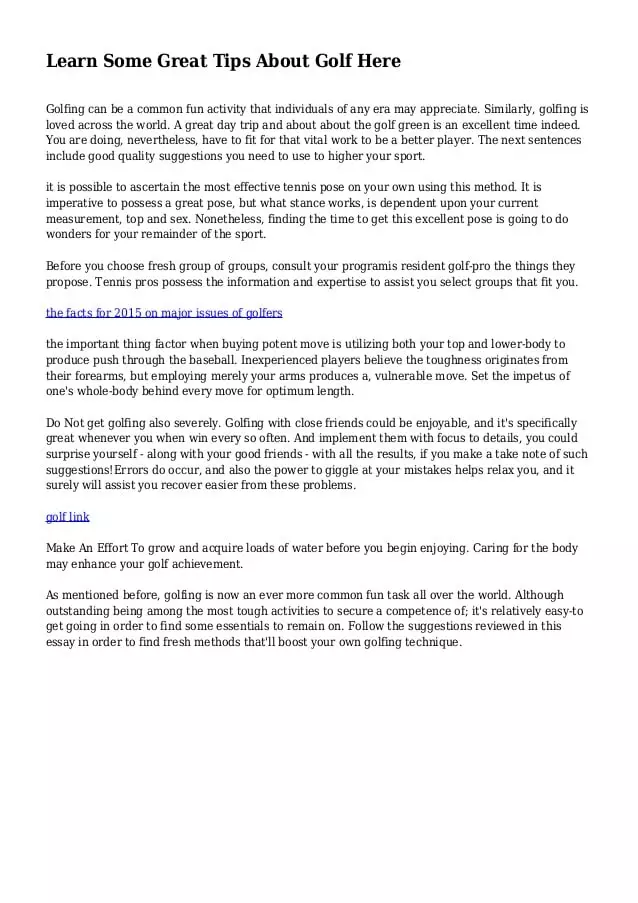 Learn Some Great Tips About Golf Here
Golfing can be a common fun activity that individuals of any era may appreciate. Similarly, golfing is
loved across the world. A great day trip and about about the golf green is an excellent time indeed.
You are doing, nevertheless, have to fit for that vital work to be a better player. The next sentences
include good quality suggestions you need to use to higher your sport.
it is possible to ascertain the most effective tennis pose on your own using this method. It is
imperative to possess a great pose, but what stance works, is dependent upon your current
measurement, top and sex. Nonetheless, finding the time to get this excellent pose is going to do
wonders for your remainder of the sport.
Before you choose fresh group of groups, consult your programis resident golf-pro the things they
propose. Tennis pros possess the information and expertise to assist you select groups that fit you.
the facts for 2015 on major issues of golfers
the important thing factor when buying potent move is utilizing both your top and lower-body to
produce push through the baseball. Inexperienced players believe the toughness originates from
their forearms, but employing merely your arms produces a, vulnerable move. Set the impetus of
one's whole-body behind every move for optimum length.
Do Not get golfing also severely. Golfing with close friends could be enjoyable, and it's specifically
great whenever you when win every so often. And implement them with focus to details, you could
surprise yourself - along with your good friends - with all the results, if you make a take note of such
suggestions!Errors do occur, and also the power to giggle at your mistakes helps relax you, and it
surely will assist you recover easier from these problems.
golf link
Make An Effort To grow and acquire loads of water before you begin enjoying. Caring for the body
may enhance your golf achievement.
As mentioned before, golfing is now an ever more common fun task all over the world. Although
outstanding being among the most tough activities to secure a competence of; it's relatively easy-to
get going in order to find some essentials to remain on. Follow the suggestions reviewed in this
essay in order to find fresh methods that'll boost your own golfing technique.